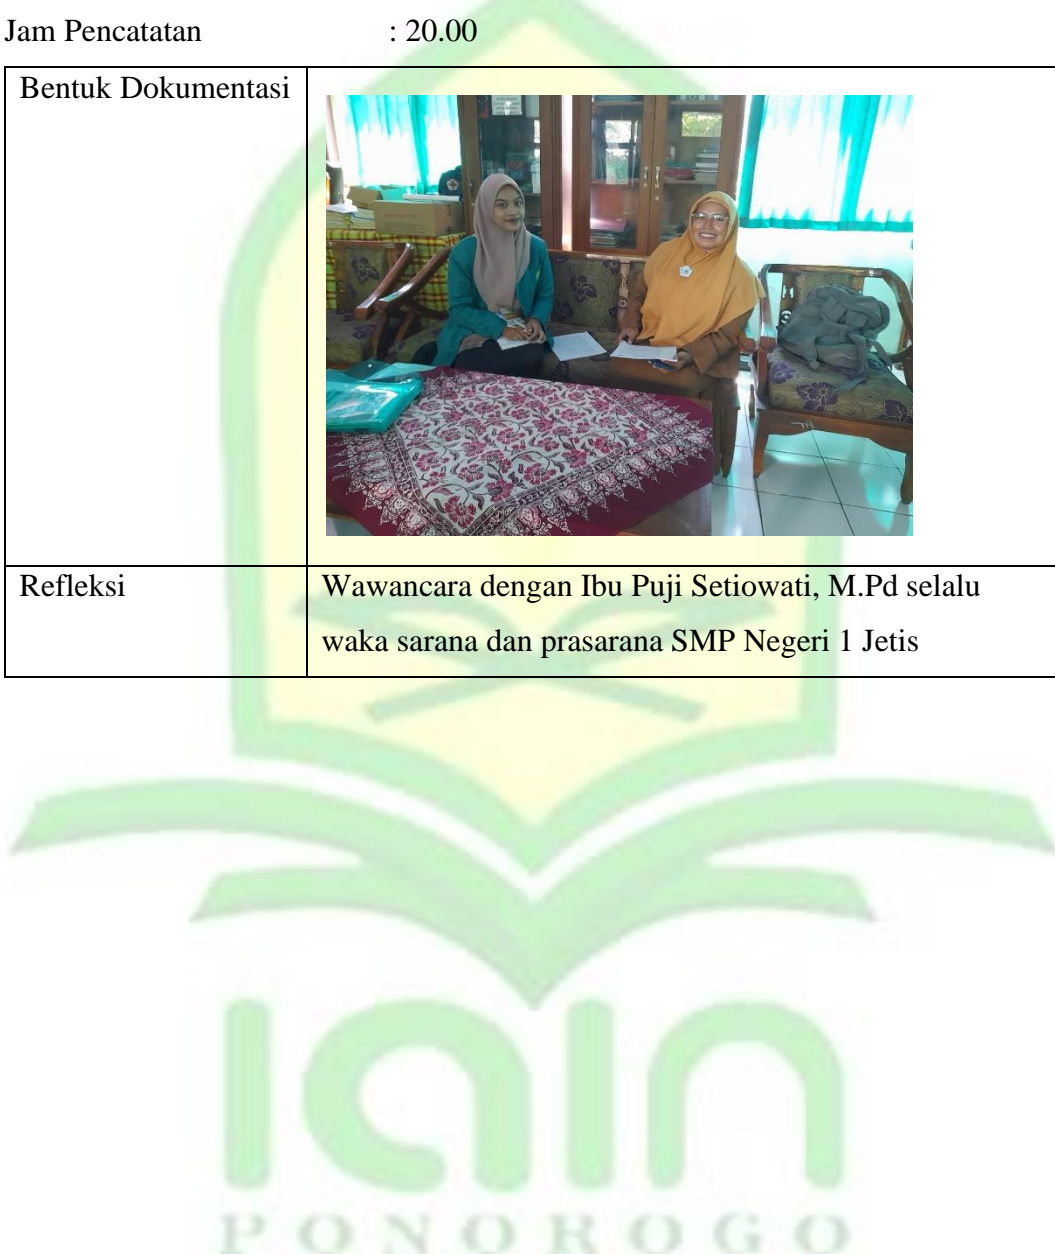 Jam Pencatatan : 20.00
Bentuk Dokumentasi
Refleksi
Wawancara dengan Ibu Puji Setiowati, M.Pd selalu
waka sarana dan prasarana SMP Negeri 1 Jetis
iain
PONOROGO